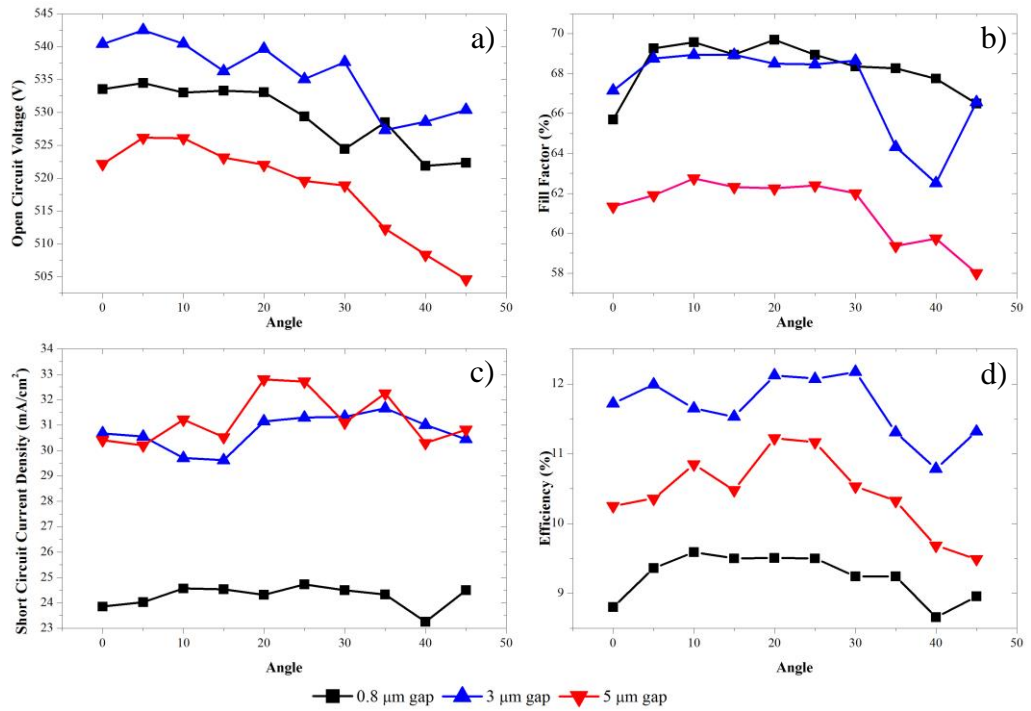 a)
Open Circuit Voltage (V)
545
540
535
530
525
520
515
510
505
0 10 20 30 40 50
Angle
b)
Fill Factor (%)
70
68
66
64
62
60
58
0 10 20 30 40 50
Angle
c)
Short Circuit Current Density (mA/cm²)
34
33
32
31
30
29
28
27
26
25
24
23
0 10 20 30 40 50
Angle
d)
Efficiency (%)
12
11
10
9
0 10 20 30 40 50
Angle
0.8 μm gap 3 μm gap 5 μm gap